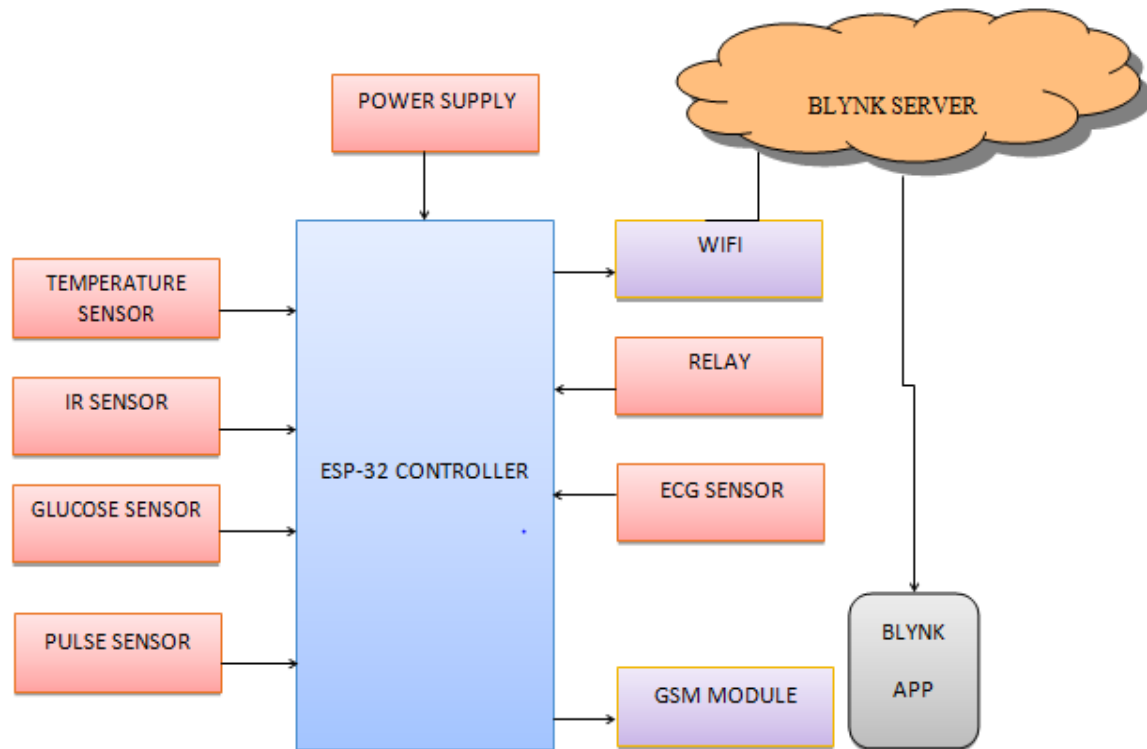 POWER SUPPLY
BLYNK SERVER
WIFI
TEMPERATURE
SENSOR
RELAY
IR SENSOR
ESP-32 CONTROLLER
ECG SENSOR
GLUCOSE SENSOR
PULSE SENSOR
BLYNK
APP
GSM MODULE